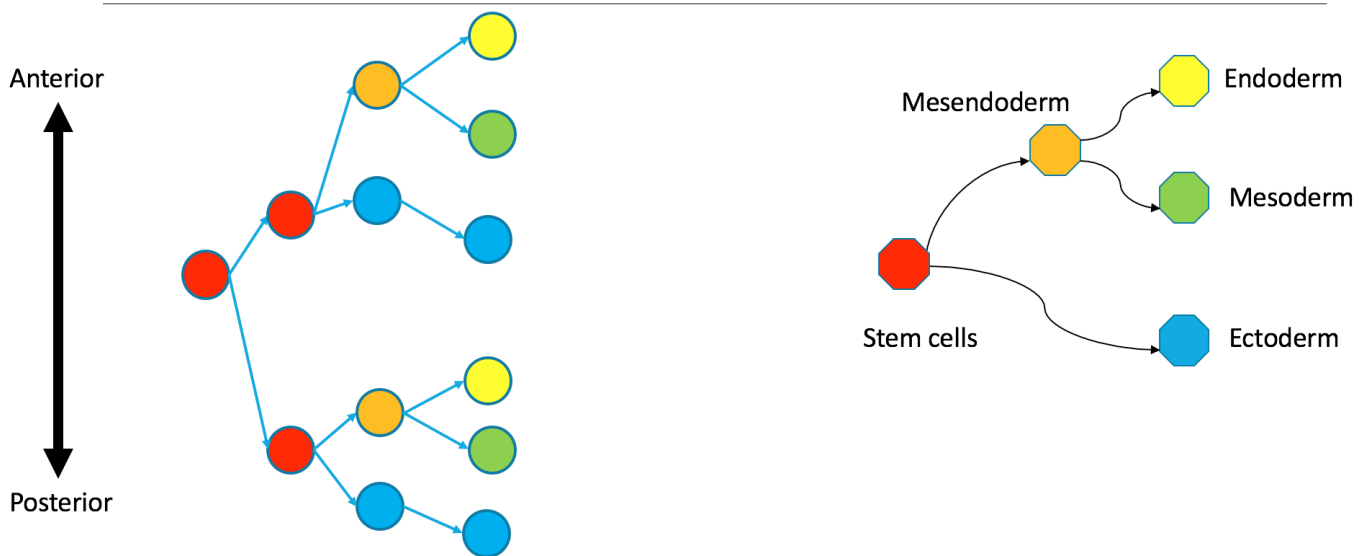 Anterior
Posterior
Endoderm
Mesendoderm
Mesoderm
Stem cells
Ectoderm